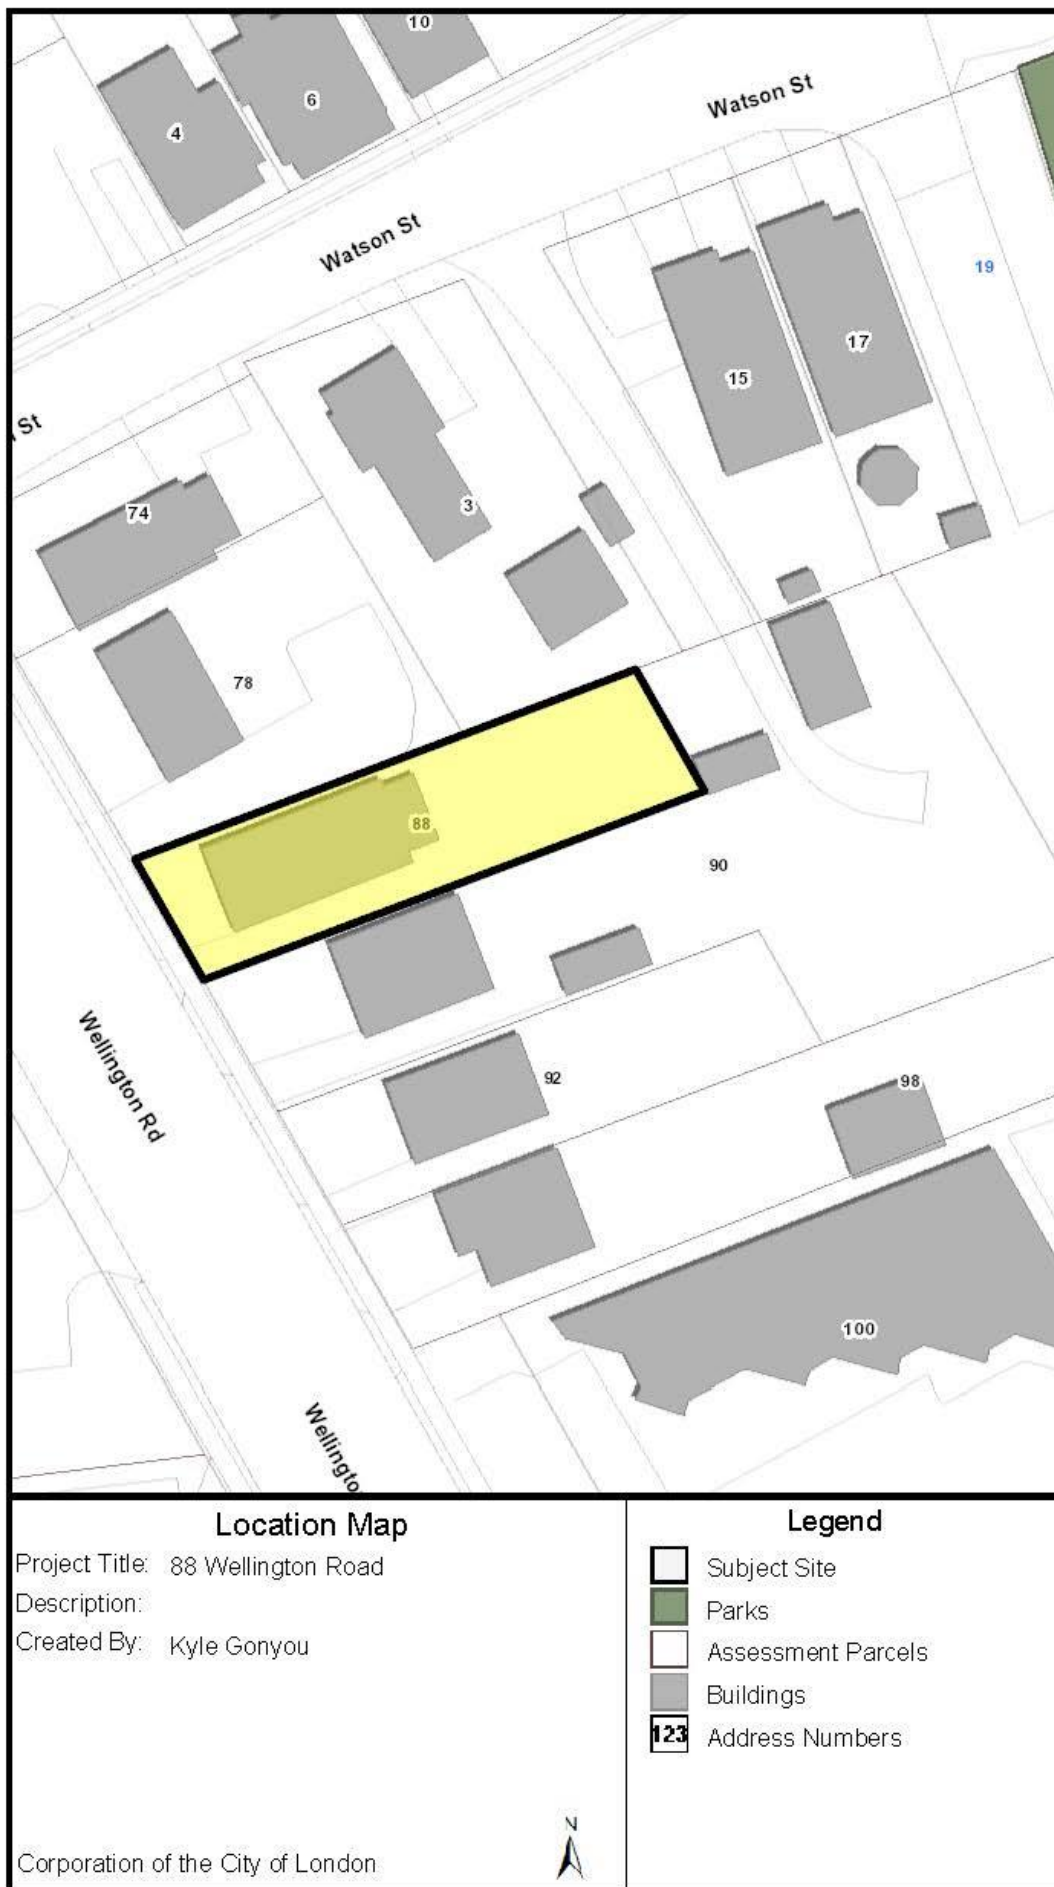 10
6
4
Watson St
Watson St
19
17
15
St
3
74
78
88
90
Wellington Rd
92
98
100
Wellingto
Location Map
Project Title: 88 Wellington Road
Description:
Created By: Kyle Gonyou
Corporation of the City of London
N
Legend
Subject Site
Parks
Assessment Parcels
Buildings
123 Address Numbers